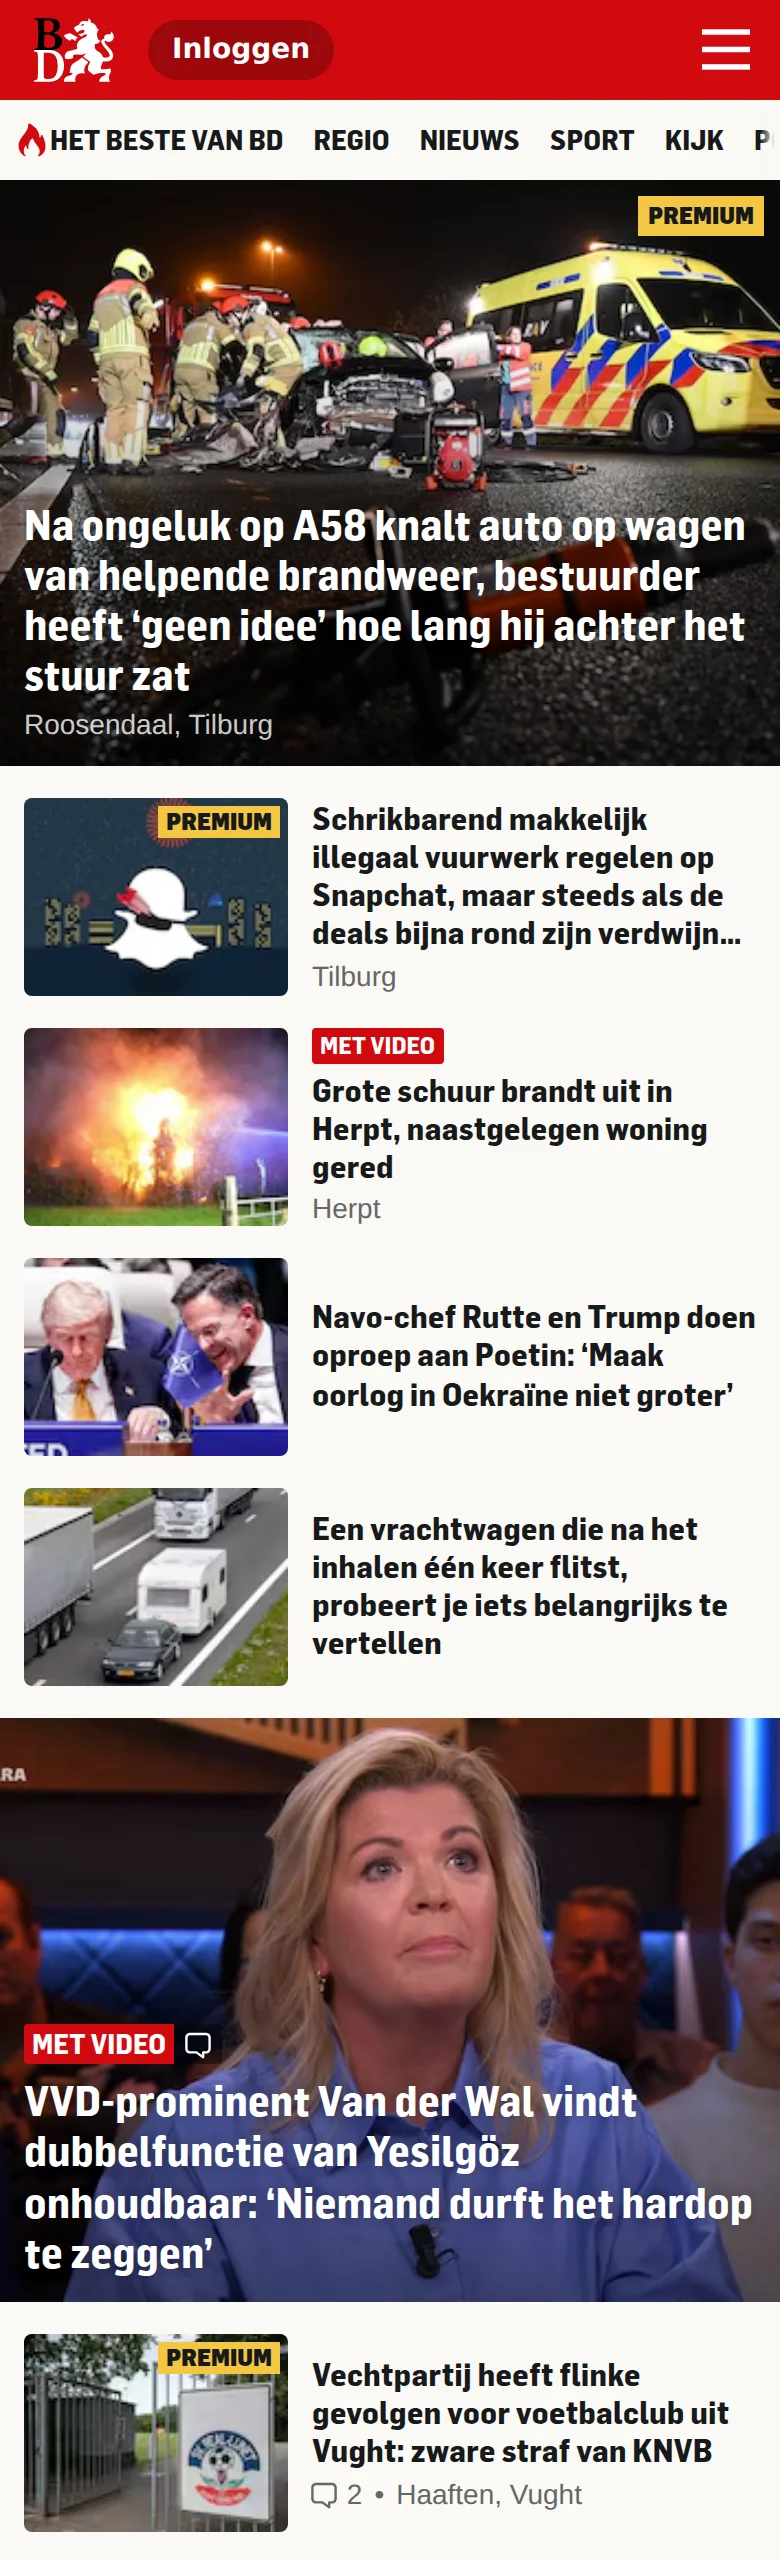 BD
Inloggen
HET BESTE VAN BD REGIO NIEUWS SPORT KIJK
PREMIUM
Na ongeluk op A58 knalt auto op wagen
van helpende brandweer, bestuurder
heeft ‘geen idee’ hoe lang hij achter het
stuur zat
Roosendaal, Tilburg
PREMIUM
Schrikbarend makkelijk
illegaal vuurwerk regelen op
Snapchat, maar steeds als de
deals bijna rond zijn verdwijn...
Tilburg
MET VIDEO
Grote schuur brandt uit in
Herpt, naastgelegen woning
gered
Herpt
Navo-chef Rutte en Trump doen
oproep aan Poetin: ‘Maak
oorlog in Oekraïne niet groter’
Een vrachtwagen die na het
inhalen één keer flitst,
probeert je iets belangrijks te
vertellen
RA
MET VIDEO
VVD-prominent Van der Wal vindt
dubbelfunctie van Yesilgöz
onhoudbaar: ‘Niemand durft het hardop
te zeggen’
PREMIUM
Vechtpartij heeft flinke
gevolgen voor voetbalclub uit
Vught: zware straf van KNVB
2 • Haaften, Vught